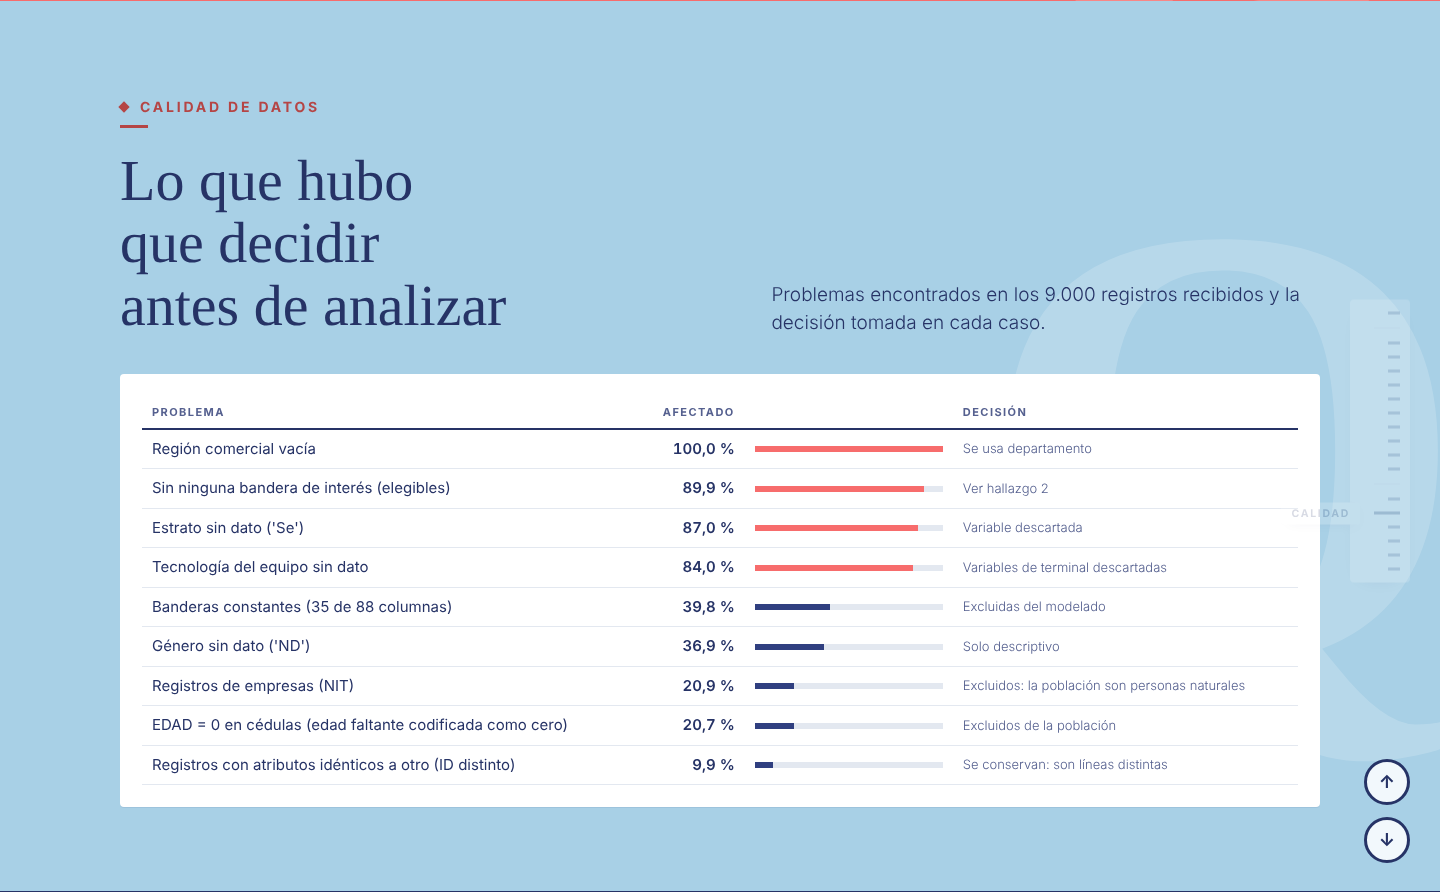 CALIDAD DE DATOS
Lo que hubo
que decidir
antes de analizar
Problemas encontrados en los 9.000 registros recibidos y la
decisión tomada en cada caso.
PROBLEMA AFECTADO DECISIÓN
Región comercial vacía 100,0 % Se usa departamento
Sin ninguna bandera de interés (elegibles) 89,9 % Ver hallazgo 2
Estrato sin dato ('Se') 87,0 % Variable descartada
CALIDAD
Tecnología del equipo sin dato 84,0 % Variables de terminal descartadas
Banderas constantes (35 de 88 columnas) 39,8 % Excluidas del modelado
Género sin dato ('ND') 36,9 % Solo descriptivo
Registros de empresas (NIT) 20,9 % Excluidos: la población son personas naturales
EDAD = 0 en cédulas (edad faltante codificada como cero) 20,7 % Excluidos de la población
Registros con atributos idénticos a otro (ID distinto) 9,9 % Se conservan: son líneas distintas